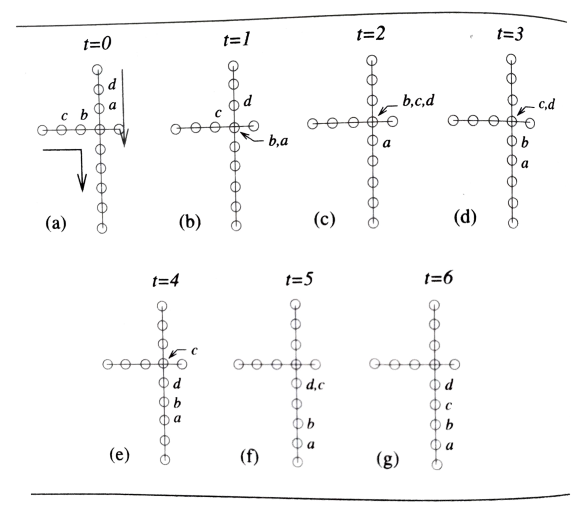 t=0 t=1 t=2 t=3
d
a
c b
(a)
c d
b,a
(b)
b,c,d
a
(c)
c,d
b
a
(d)
t=4 t=5 t=6
c
d
b
a
(e)
d,c
b
a
(f)
d
c
b
a
(g)